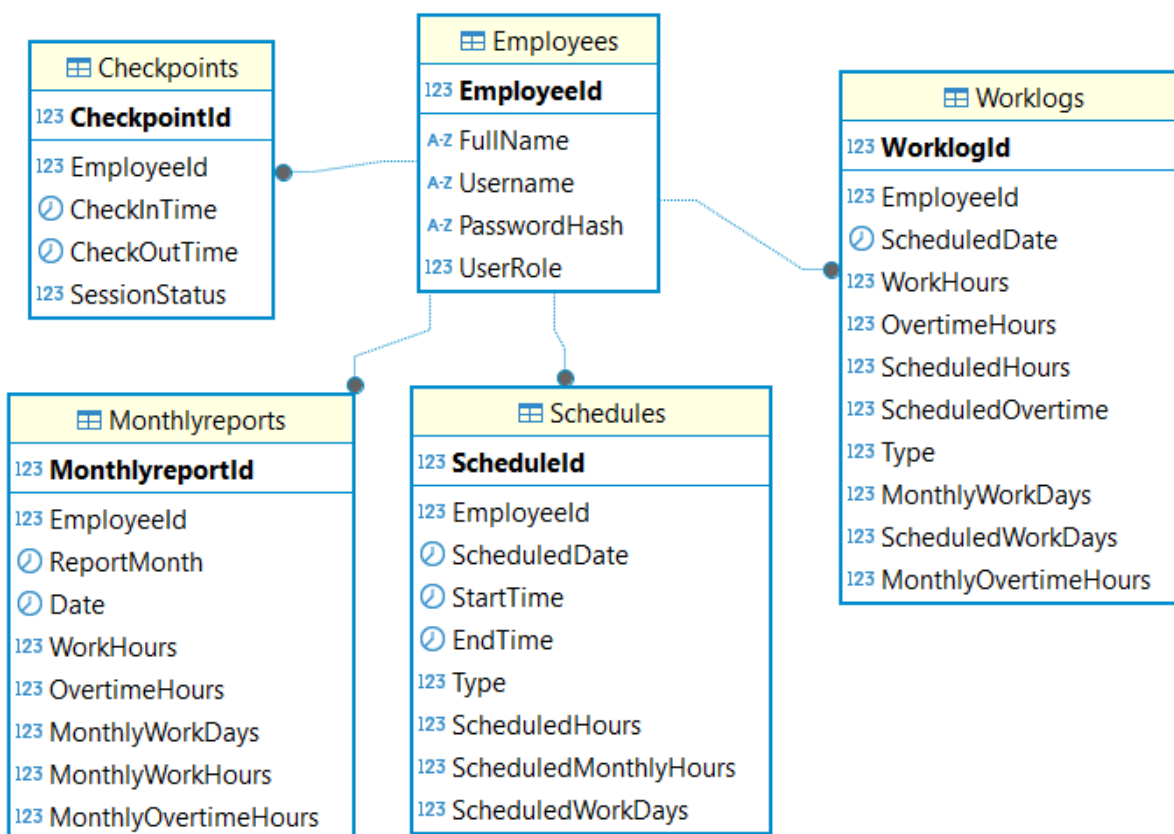 Checkpoints
123 CheckpointId
123 EmployeeId
CheckInTime
CheckOutTime
123 SessionStatus
Employees
123 EmployeeId
A-Z FullName
A-Z Username
A-Z PasswordHash
123 UserRole
Worklogs
123 WorklogId
123 EmployeeId
ScheduledDate
123 WorkHours
123 OvertimeHours
123 ScheduledHours
123 ScheduledOvertime
123 Type
123 MonthlyWorkDays
123 ScheduledWorkDays
123 MonthlyOvertimeHours
Monthlyreports
123 MonthlyreportId
123 EmployeeId
ReportMonth
Date
123 WorkHours
123 OvertimeHours
123 MonthlyWorkDays
123 MonthlyWorkHours
123 MonthlyOvertimeHours
Schedules
123 ScheduleId
123 EmployeeId
ScheduledDate
StartTime
EndTime
123 Type
123 ScheduledHours
123 ScheduledMonthlyHours
123 ScheduledWorkDays